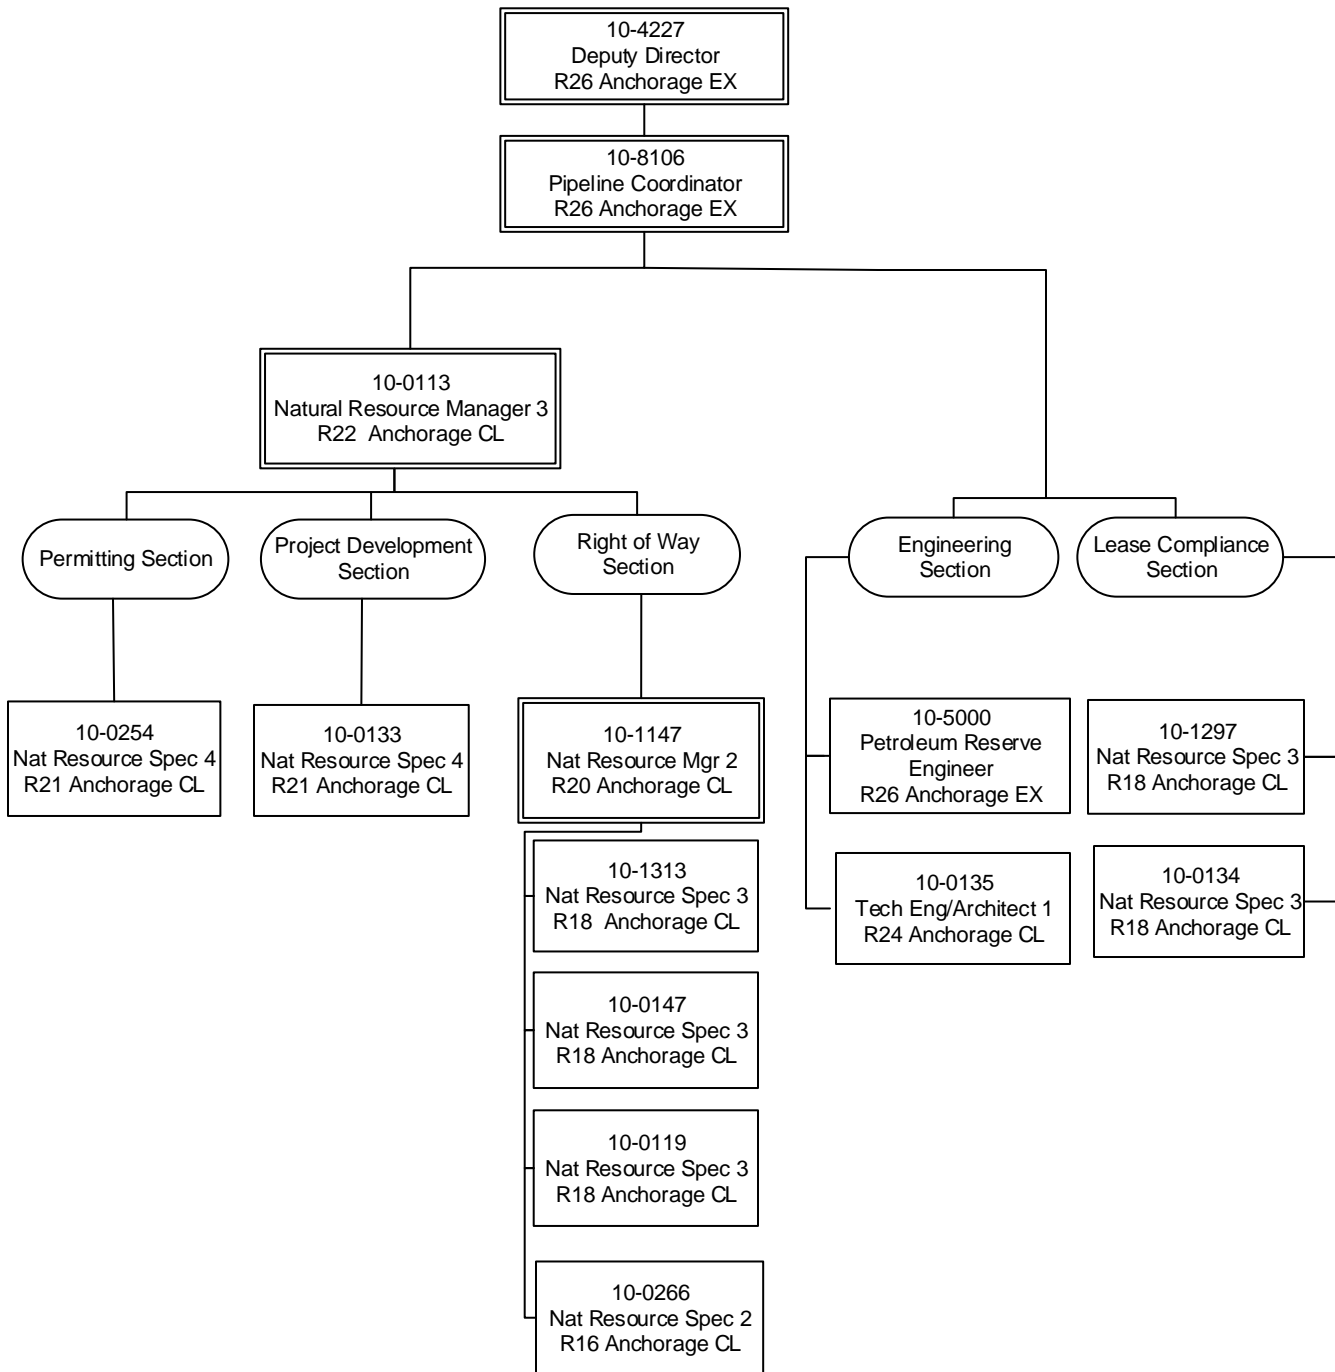 10-4227
Deputy Director
R26 Anchorage EX
10-8106
Pipeline Coordinator
R26 Anchorage EX
10-0113
Natural Resource Manager 3
R22  Anchorage CL
Permitting Section
Project Development
Section
Right of Way
Section
Engineering
Section
Lease Compliance
Section
10-0254
Nat Resource Spec 4
R21 Anchorage CL
10-0133
Nat Resource Spec 4
R21 Anchorage CL
10-1147
Nat Resource Mgr 2
R20 Anchorage CL
10-5000
Petroleum Reserve
Engineer
R26 Anchorage EX
10-1297
Nat Resource Spec 3
R18 Anchorage CL
10-1313
Nat Resource Spec 3
R18  Anchorage CL
10-0135
Tech Eng/Architect 1
R24 Anchorage CL
10-0134
Nat Resource Spec 3
R18 Anchorage CL
10-0147
Nat Resource Spec 3
R18 Anchorage CL
10-0119
Nat Resource Spec 3
R18 Anchorage CL
10-0266
Nat Resource Spec 2
R16 Anchorage CL